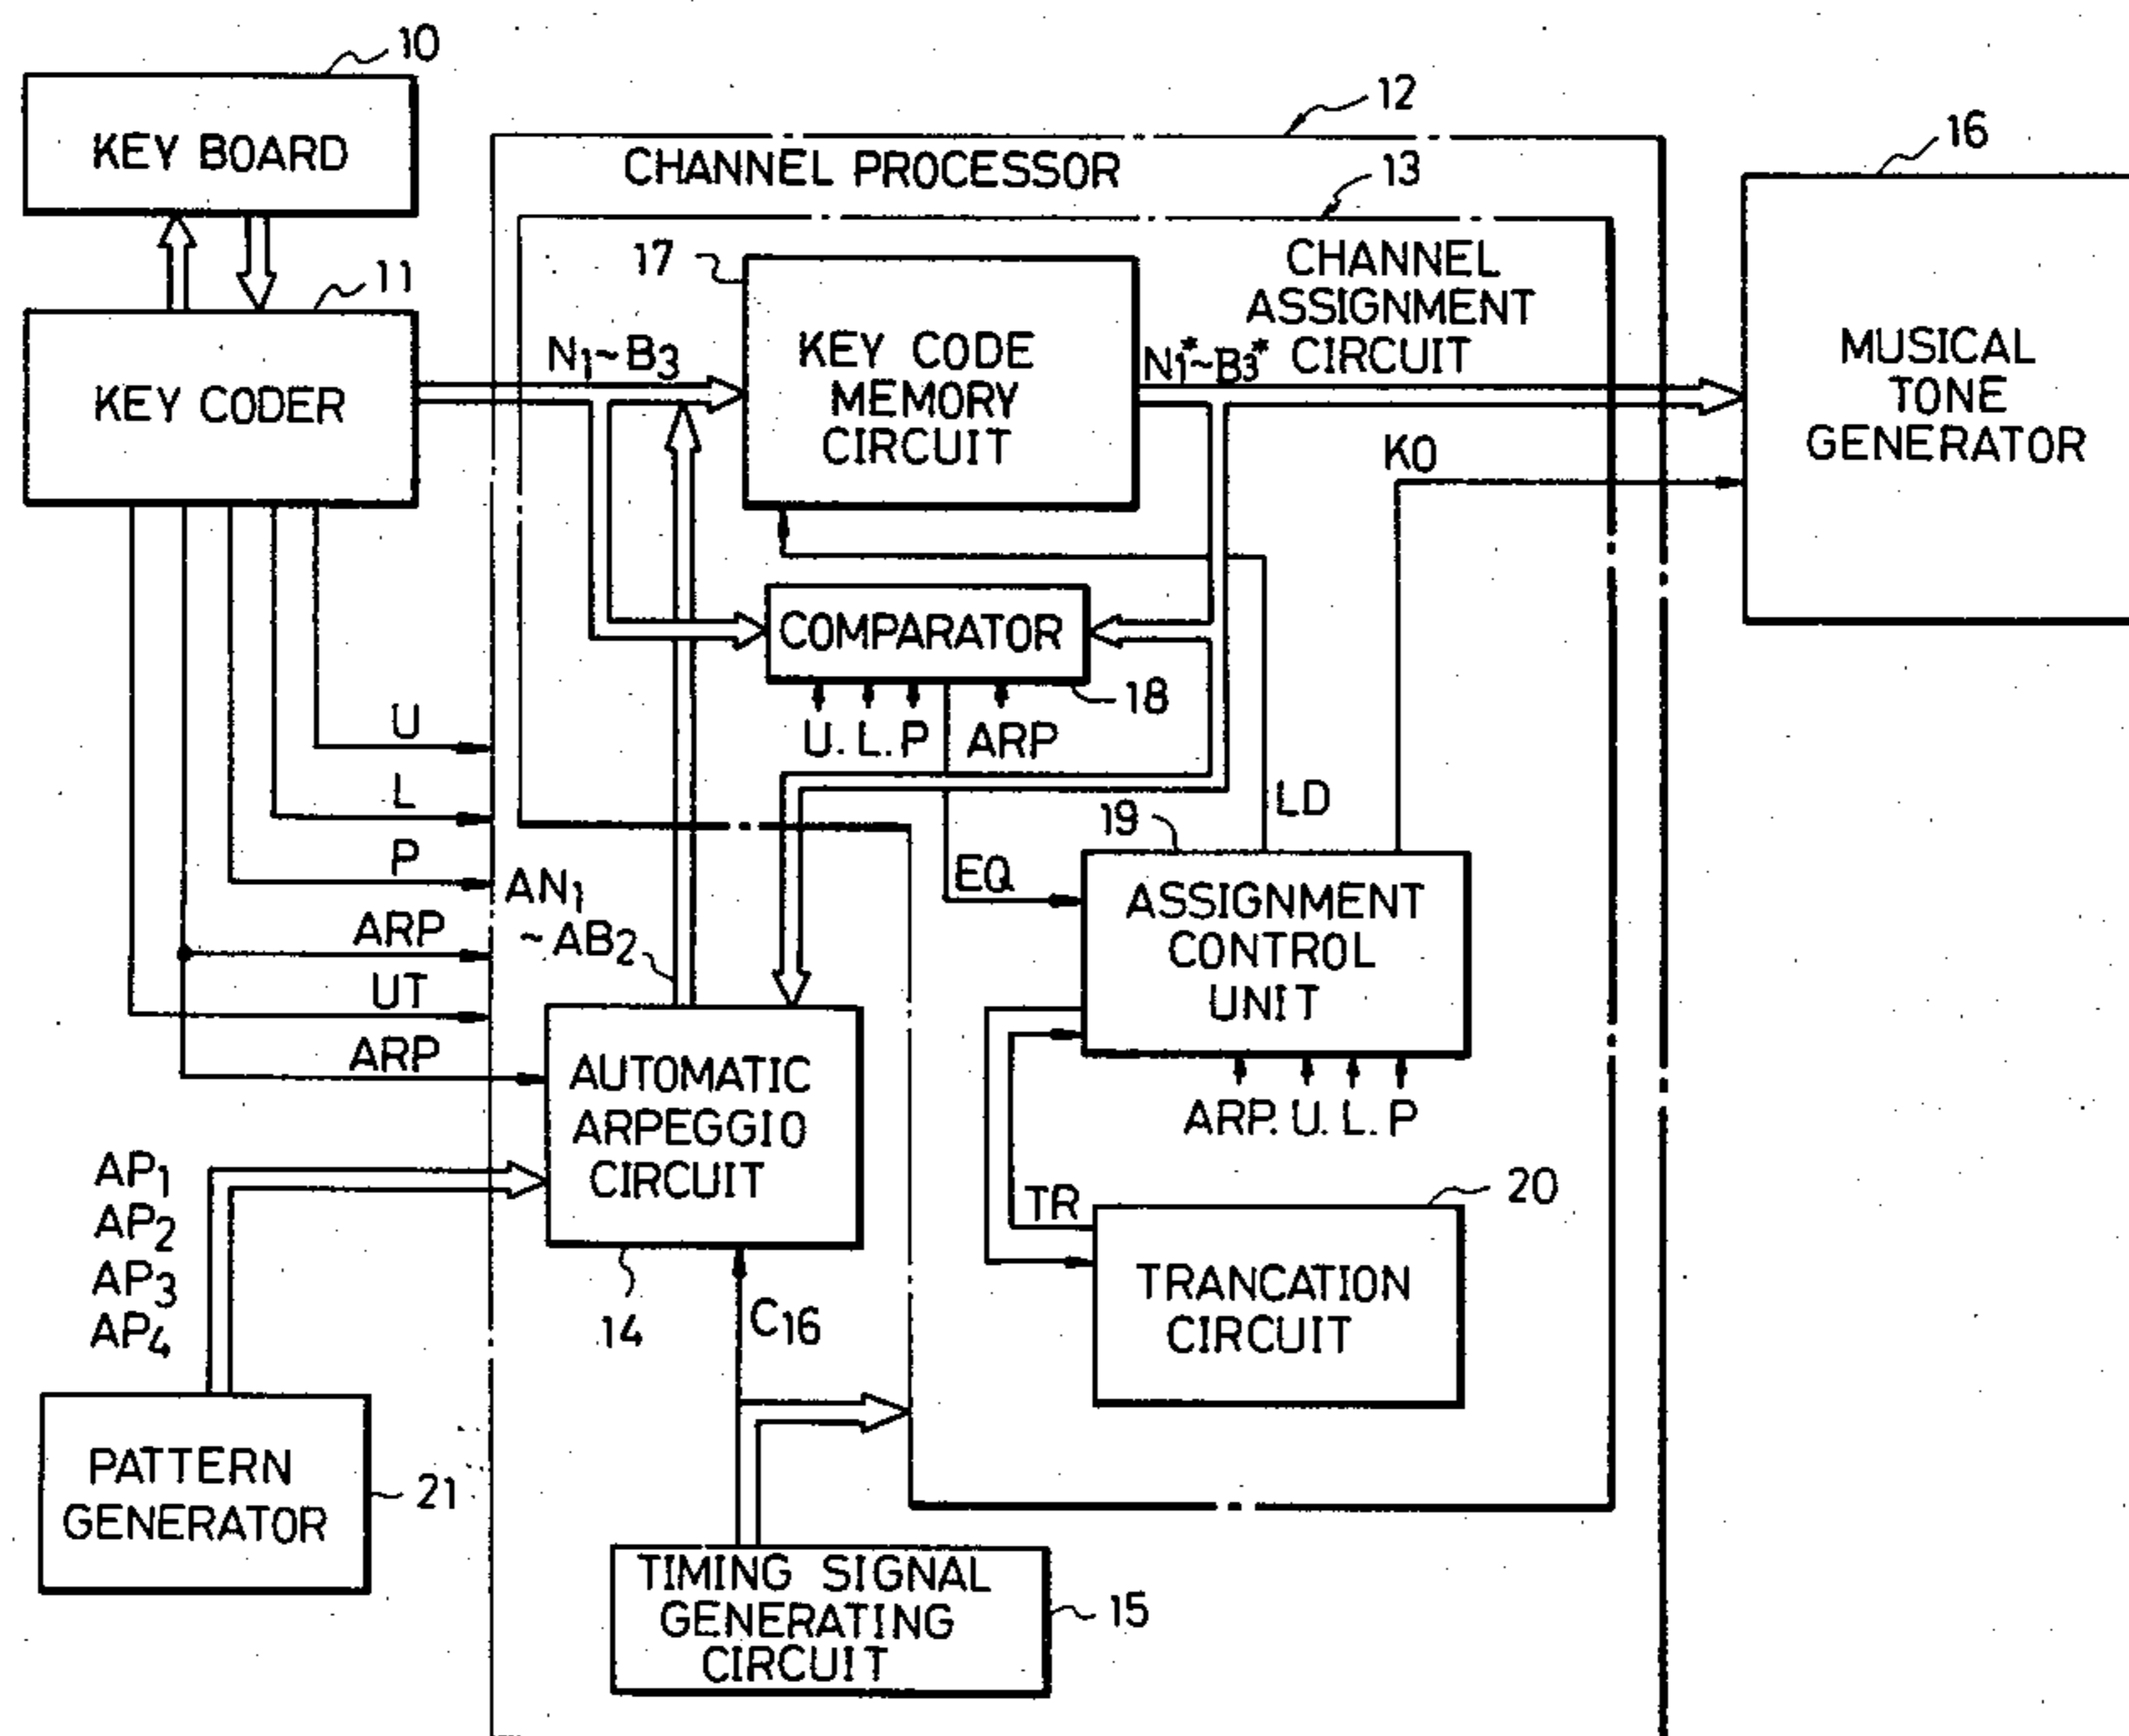 10
KEY BOARD
11
KEY CODER
12
CHANNEL PROCESSOR
13
CHANNEL
ASSIGNMENT
CIRCUIT
16
MUSICAL
TONE
GENERATOR
17
KEY CODE
MEMORY
CIRCUIT
N1~B3
N1*~B3*
KO
COMPARATOR
18
U. L. P ARP
U
L
P
ARP
UT
ARP
AN1
~AB2
LD
19
EQ
ASSIGNMENT
CONTROL
UNIT
ARP. U. L. P
AUTOMATIC
ARPEGGIO
CIRCUIT
14
C16
AP1
AP2
AP3
AP4
TR
20
TRANCATION
CIRCUIT
PATTERN
GENERATOR
21
TIMING SIGNAL
GENERATING
CIRCUIT
15